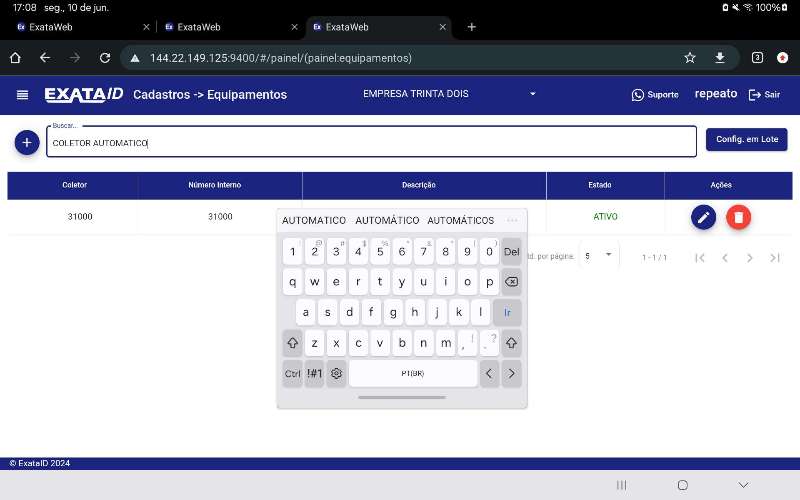 17:08 seg., 10 de jun. 100%
ExataWeb ExataWeb ExataWeb
144.22.149.125:9400/#/painel/(painel:equipamentos) 3
EXATAID Cadastros -> Equipamentos EMPRESA TRINTA DOIS Suporte repeato Sair
Buscar...
COLETOR AUTOMATICO Config. em Lote
Coletor Número Interno Descrição Estado Ações
31000 31000 ATIVO
AUTOMATICO AUTOMÁTICO AUTOMÁTICOS ...
td. por página: 5 1 - 1 / 1
1 2 3 4 5 6 7 8 9 0 Del
q w e r t y u i o p
a s d f g h j k l Ir
z x c v b n m , ! . ?
Ctrl !#1 PT(BR)
© ExataID 2024